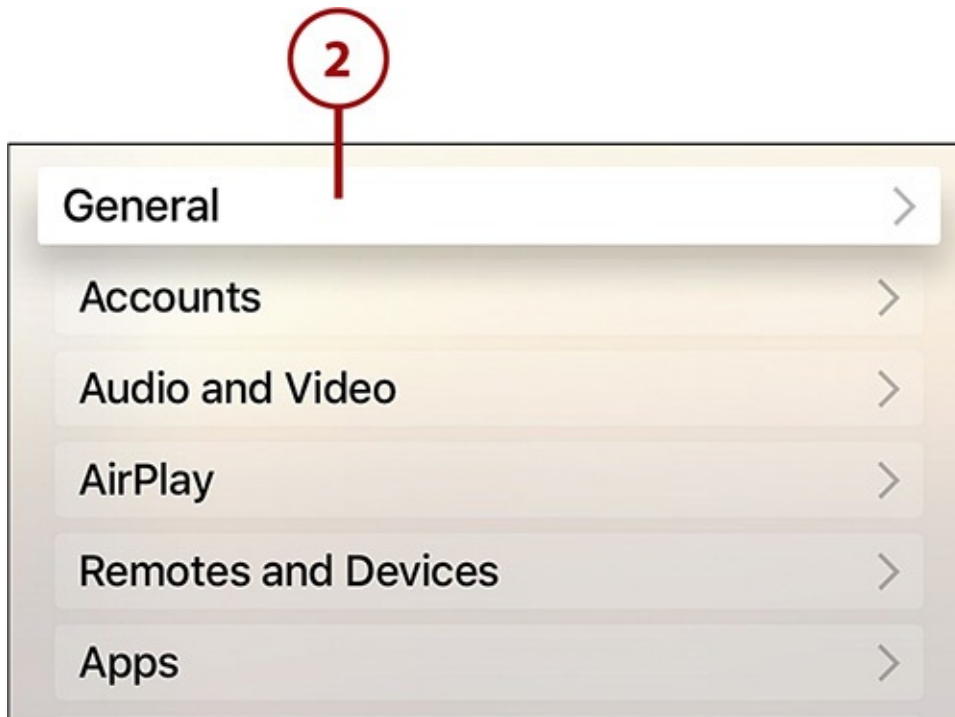 2
General
Accounts
Audio and Video
AirPlay
Remotes and Devices
Apps